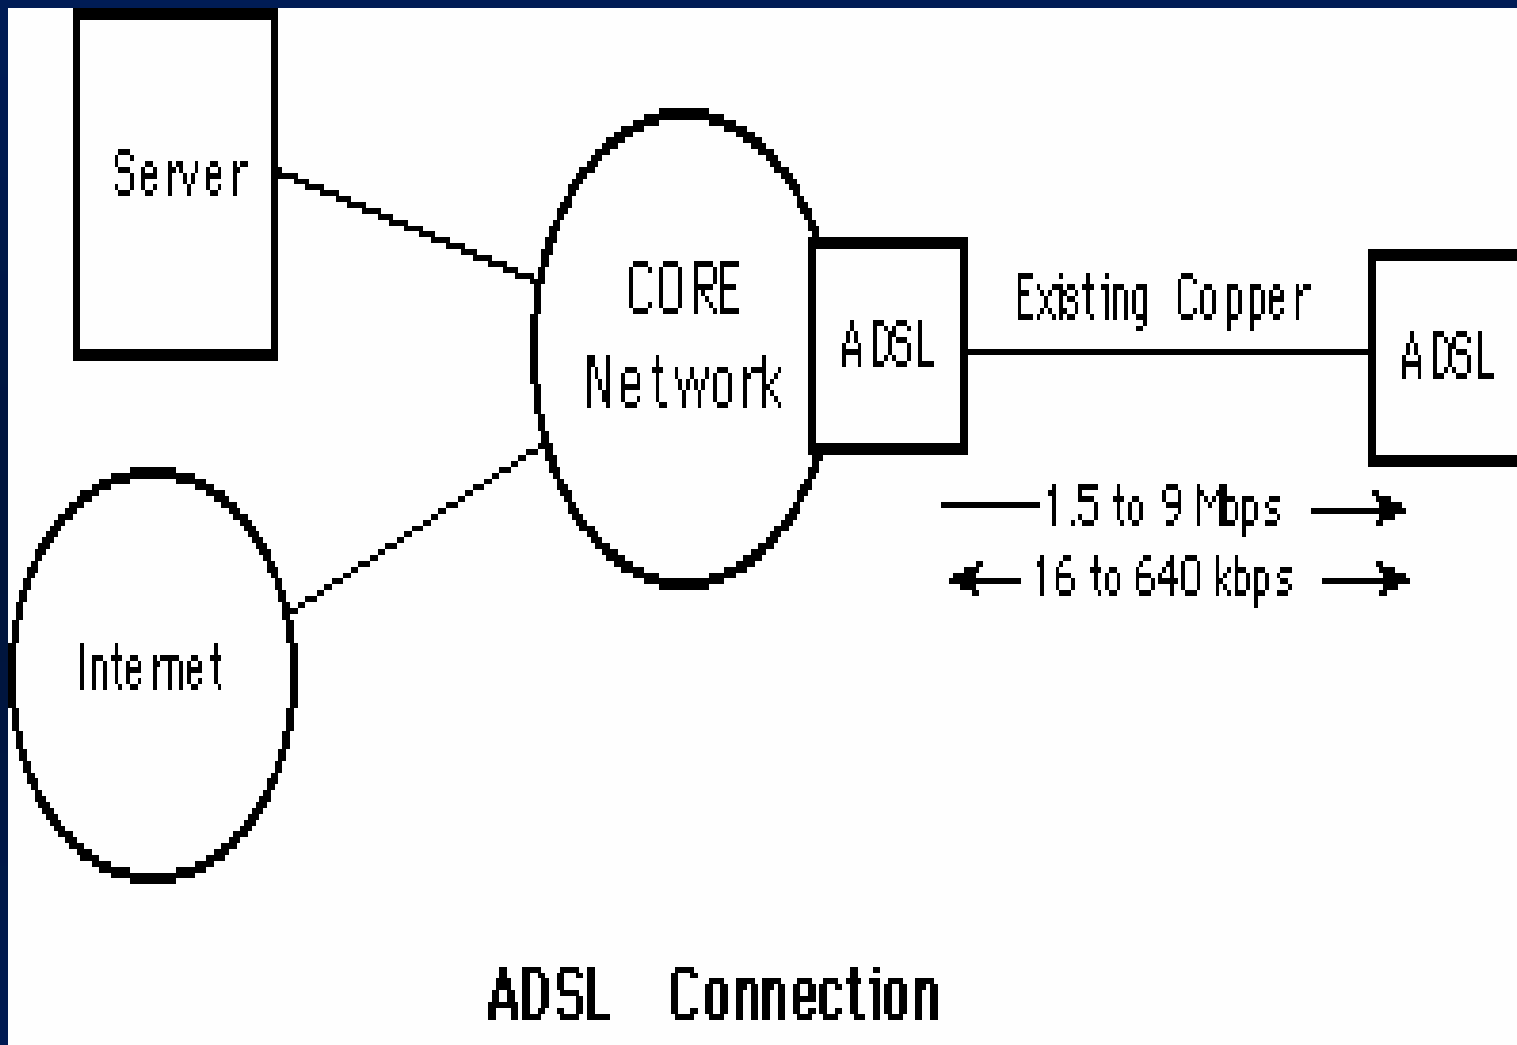 Server
CORE
Network
ADSL
Existing Copper
ADSL
1.5 to 9 Mbps
16 to 640 kbps
Internet
ADSL Connection